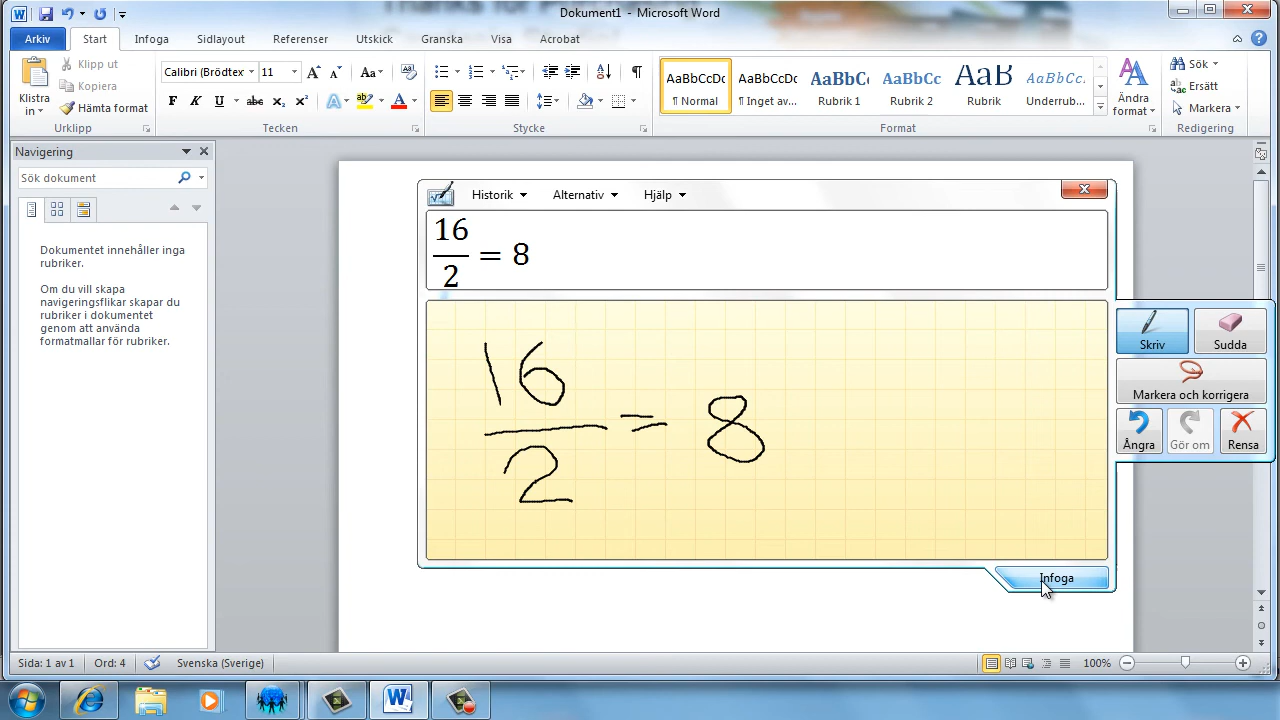 Thanks for P
Dokument1 - Microsoft Word
Arkiv Start Infoga Sidlayout Referenser Utskick Granska Visa Acrobat
Klistra in
Klipp ut
Kopiera
Hämta format
Urklipp
Calibri (Brödtex 11
Tecken
Stycke
AaBbCcDc AaBbCcDc AaBbC AaBbCc AaB AaBbCc.
¶ Normal ¶ Inget av... Rubrik 1 Rubrik 2 Rubrik Underrub...
Format
Ändra format
Sök
Ersätt
Markera
Redigering
Navigering
Sök dokument
Dokumentet innehåller inga
rubriker.
Om du vill skapa
navigeringsflikar skapar du
rubriker i dokumentet
genom att använda
formatmallar för rubriker.
Historik Alternativ Hjälp
16
2 = 8
16
2 = 8
Skriv Sudda
Markera och korrigera
Ångra Gör om Rensa
Infoga
Sida: 1 av 1 Ord: 4 Svenska (Sverige) 100%